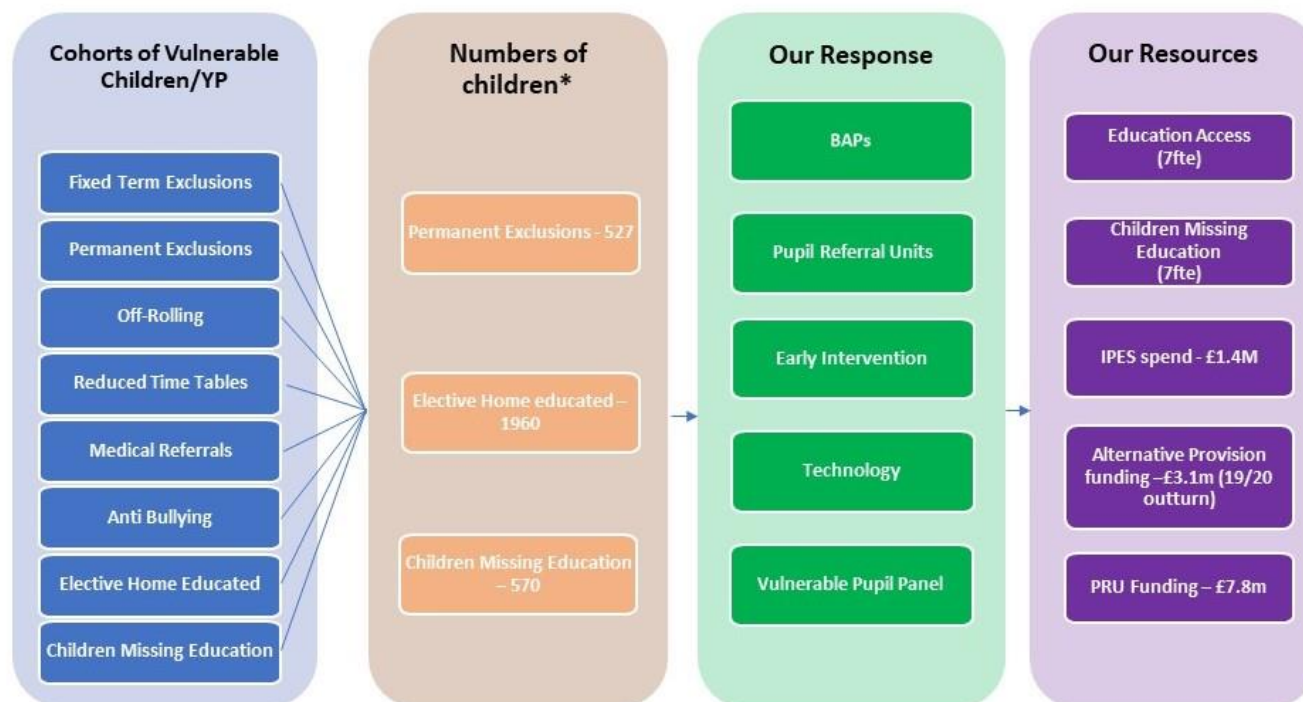 Cohorts of Vulnerable
Children/YP
Fixed Term Exclusions
Permanent Exclusions
Off-Rolling
Reduced Time Tables
Medical Referrals
Anti Bullying
Elective Home Educated
Children Missing Education
Numbers of
children*
Permanent Exclusions - 527
Elective Home educated –
1960
Children Missing Education
– 570
Our Response
BAPs
Pupil Referral Units
Early Intervention
Technology
Vulnerable Pupil Panel
Our Resources
Education Access
(7fte)
Children Missing
Education
(7fte)
IPES spend - £1.4M
Alternative Provision
funding –£3.1m (19/20
outturn)
PRU Funding – £7.8m